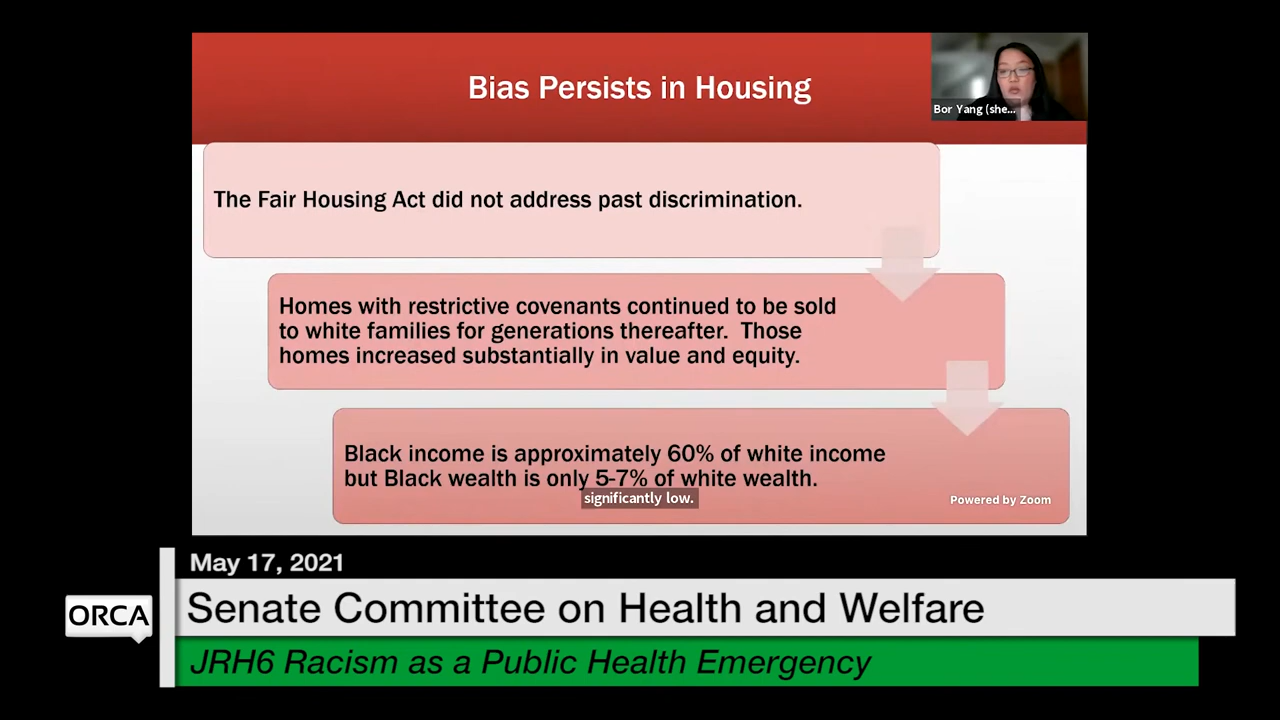 Bias Persists in Housing
Bor Yang (she...
The Fair Housing Act did not address past discrimination.
Homes with restrictive covenants continued to be sold
to white families for generations thereafter. Those
homes increased substantially in value and equity.
Black income is approximately 60% of white income
but Black wealth is only 5-7% of white wealth.
significantly low.
Powered by Zoom
May 17, 2021
ORCA
Senate Committee on Health and Welfare
JRH6 Racism as a Public Health Emergency